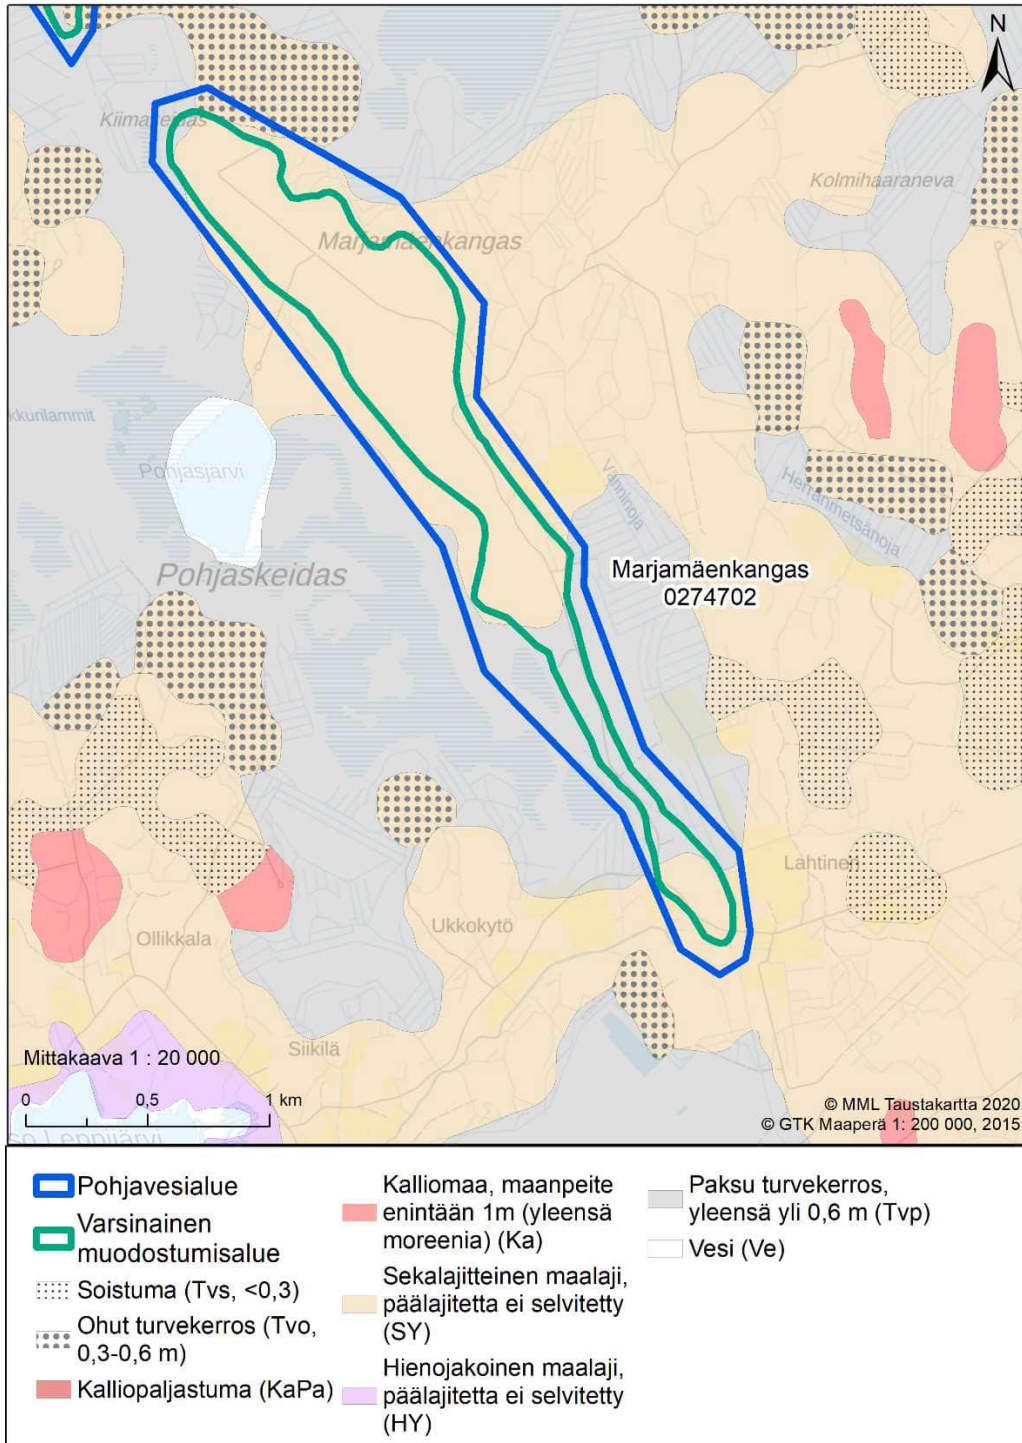 N
Kolmihaaraneva
Marjamäenkangas
kkurilammit
Pohjasjärvi
Vanninoja
Herranmetsänoja
Pohjaskeidas
Marjamäenkangas
0274702
Lahtinen
Ukkokytö
Ollikkala
Siikilä
Mittakaava 1 : 20 000
0 0,5 1 km
© MML Taustakartta 2020
© GTK Maaperä 1: 200 000, 2015
Pohjavesialue
Varsinainen
muodostumisalue
Soistuma (Tvs, <0,3)
Ohut turvekerros (Tvo,
0,3-0,6 m)
Kalliopaljastuma (KaPa)
Kalliomaa, maanpeite
enintään 1m (yleensä
moreenia) (Ka)
Sekalajitteinen maalaji,
päälajitetta ei selvitetty
(SY)
Hienojakoinen maalaji,
päälajitetta ei selvitetty
(HY)
Paksu turvekerros,
yleensä yli 0,6 m (Tvp)
Vesi (Ve)